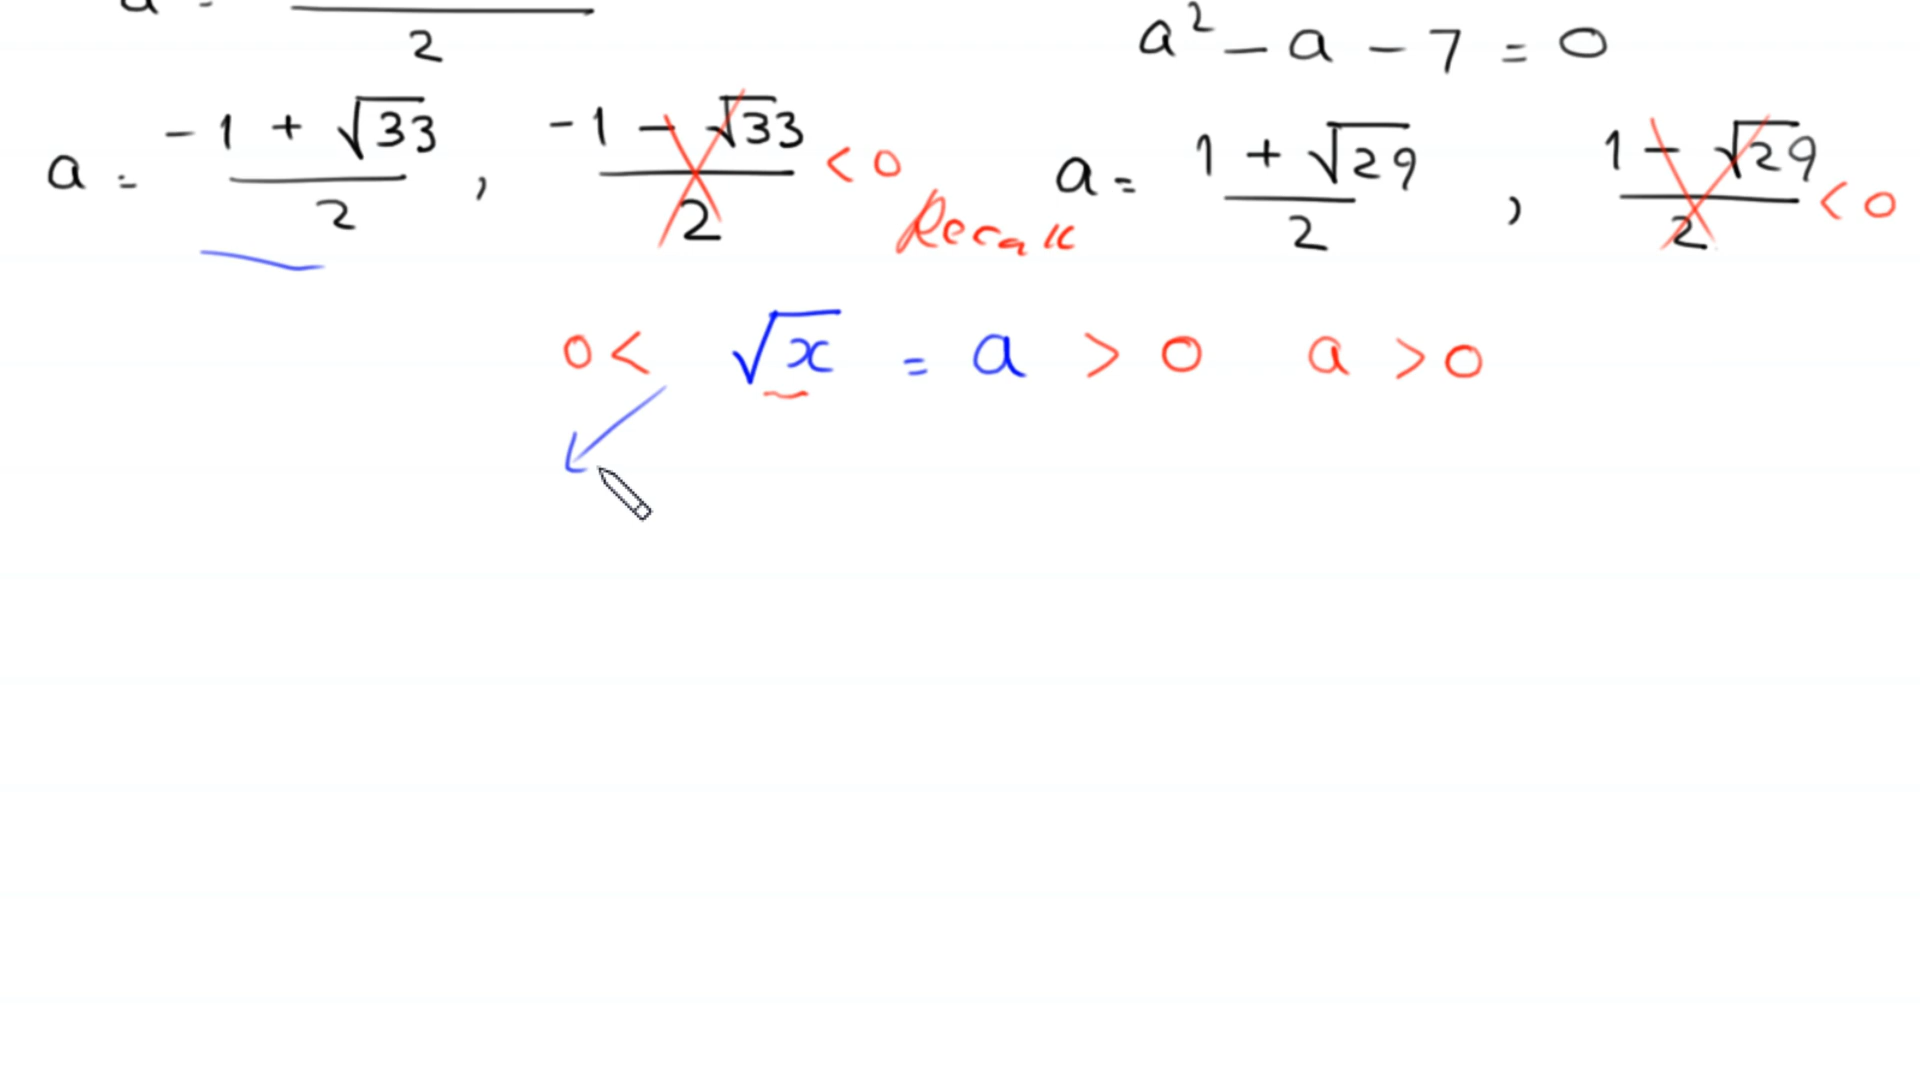 a =
2
a² - a - 7 = 0
a = (-1 + √33)/2 , (-1 - √33)/2 < 0
Recall
a = (1 + √29)/2 , (1 - √29)/2 < 0
0 < √x = a > 0 a > 0